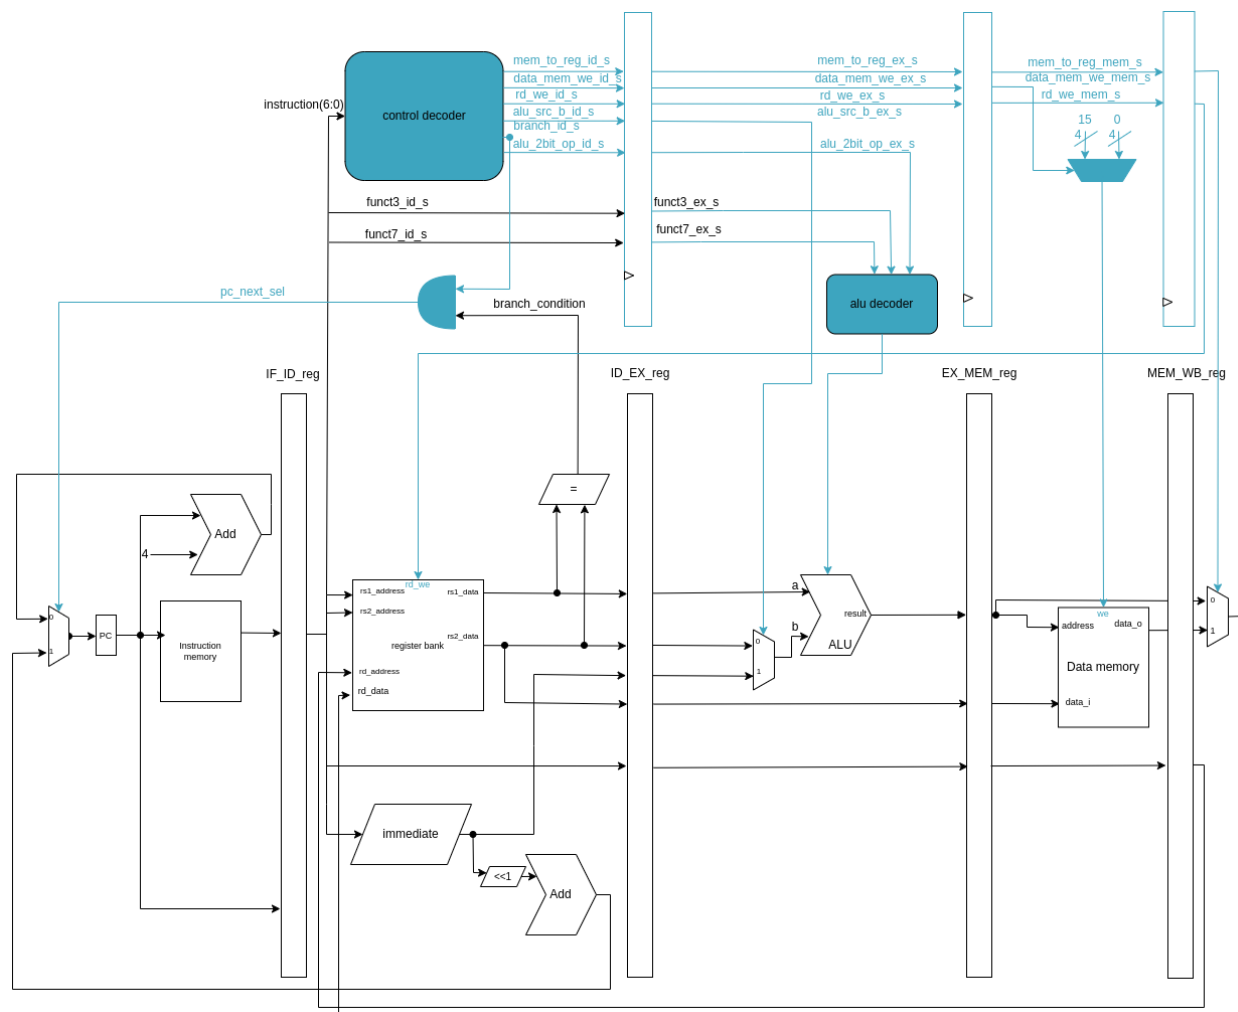 mem_to_reg_id_s
mem_to_reg_ex_s
mem_to_reg_mem_s
data_mem_we_id_s
data_mem_we_ex_s
data_mem_we_mem_s
rd_we_id_s
rd_we_ex_s
rd_we_mem_s
instruction(6:0)
control decoder
alu_src_b_id_s
alu_src_b_ex_s
branch_id_s
15
0
4
4
alu_2bit_op_id_s
alu_2bit_op_ex_s
funct3_id_s
funct3_ex_s
funct7_id_s
funct7_ex_s
pc_next_sel
branch_condition
alu decoder
IF_ID_reg
ID_EX_reg
EX_MEM_reg
MEM_WB_reg
=
Add
4
rd_we
rs1_address
rs1_data
rs2_address
rs2_data
register bank
rd_address
rd_data
0
1
PC
Instruction
memory
a
b
result
ALU
0
1
we
address
data_o
Data memory
data_i
0
1
immediate
<<1
Add